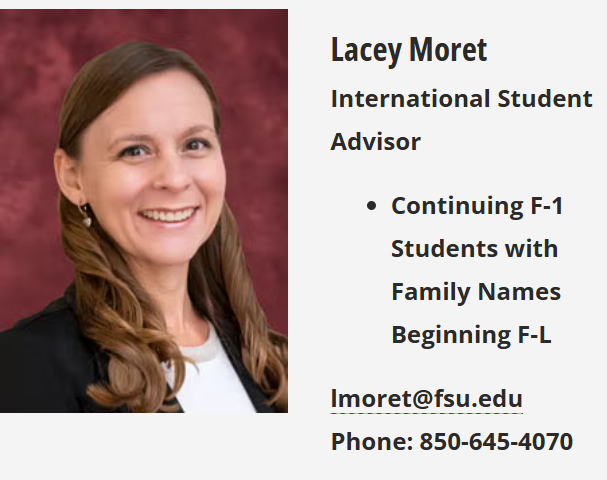 Lacey Moret
International Student
Advisor
• Continuing F-1
Students with
Family Names
Beginning F-L
lmoret@fsu.edu
Phone: 850-645-4070